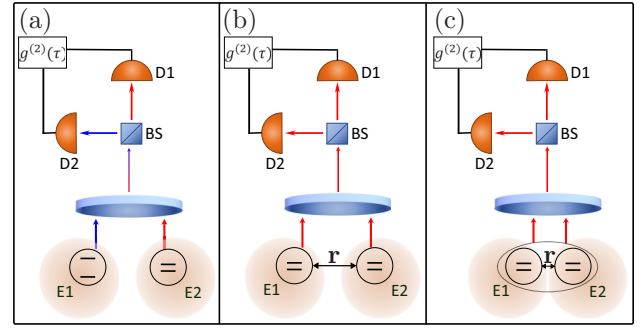 (a)
g^{(2)}(τ)
D1
BS
D2
E1
E2
(b)
g^{(2)}(τ)
D1
BS
D2
r
E1
E2
(c)
g^{(2)}(τ)
D1
BS
D2
r
E1
E2